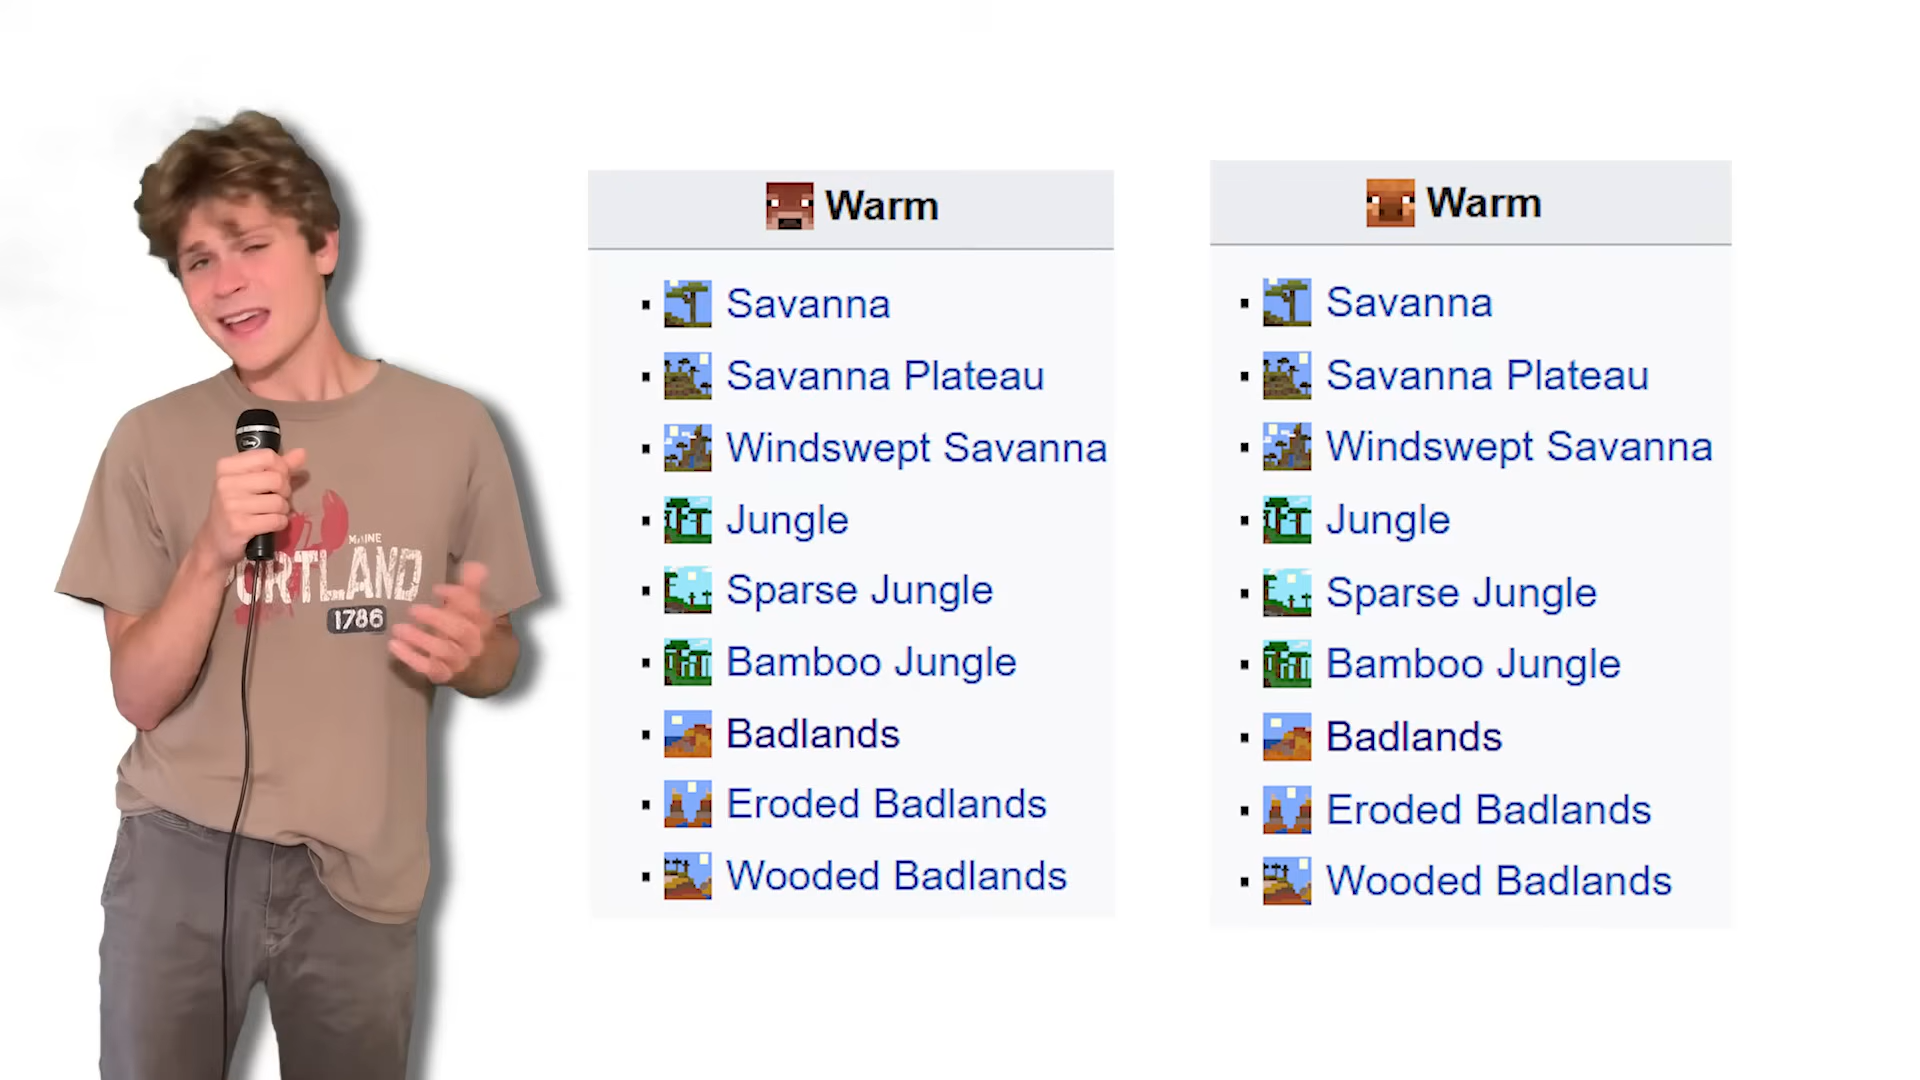 MAINE
PORTLAND
1786
Warm
Savanna
Savanna Plateau
Windswept Savanna
Jungle
Sparse Jungle
Bamboo Jungle
Badlands
Eroded Badlands
Wooded Badlands
Warm
Savanna
Savanna Plateau
Windswept Savanna
Jungle
Sparse Jungle
Bamboo Jungle
Badlands
Eroded Badlands
Wooded Badlands